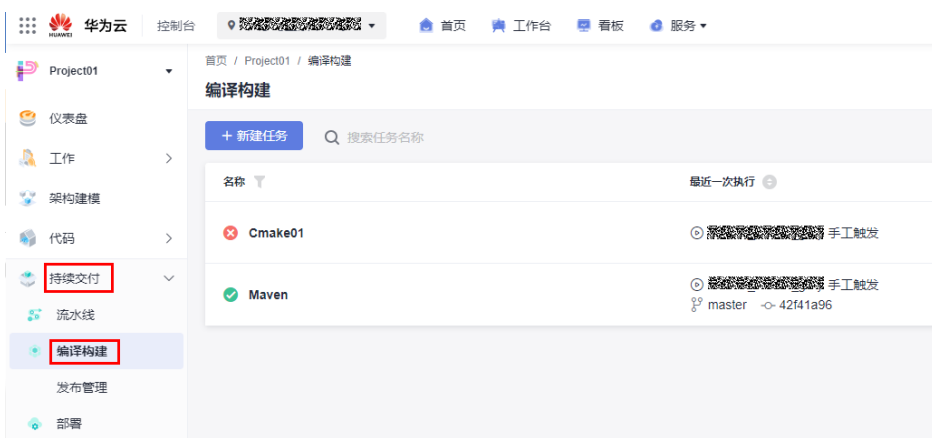 HUAWEI 华为云 控制台 首页 工作台 看板 服务
Project01
首页 / Project01 / 编译构建
编译构建
仪表盘
+ 新建任务 搜索任务名称
工作
名称 最近一次执行
架构建模
代码
Cmake01 手工触发
持续交付
Maven 手工触发
master 42f41a96
流水线
编译构建
发布管理
部署